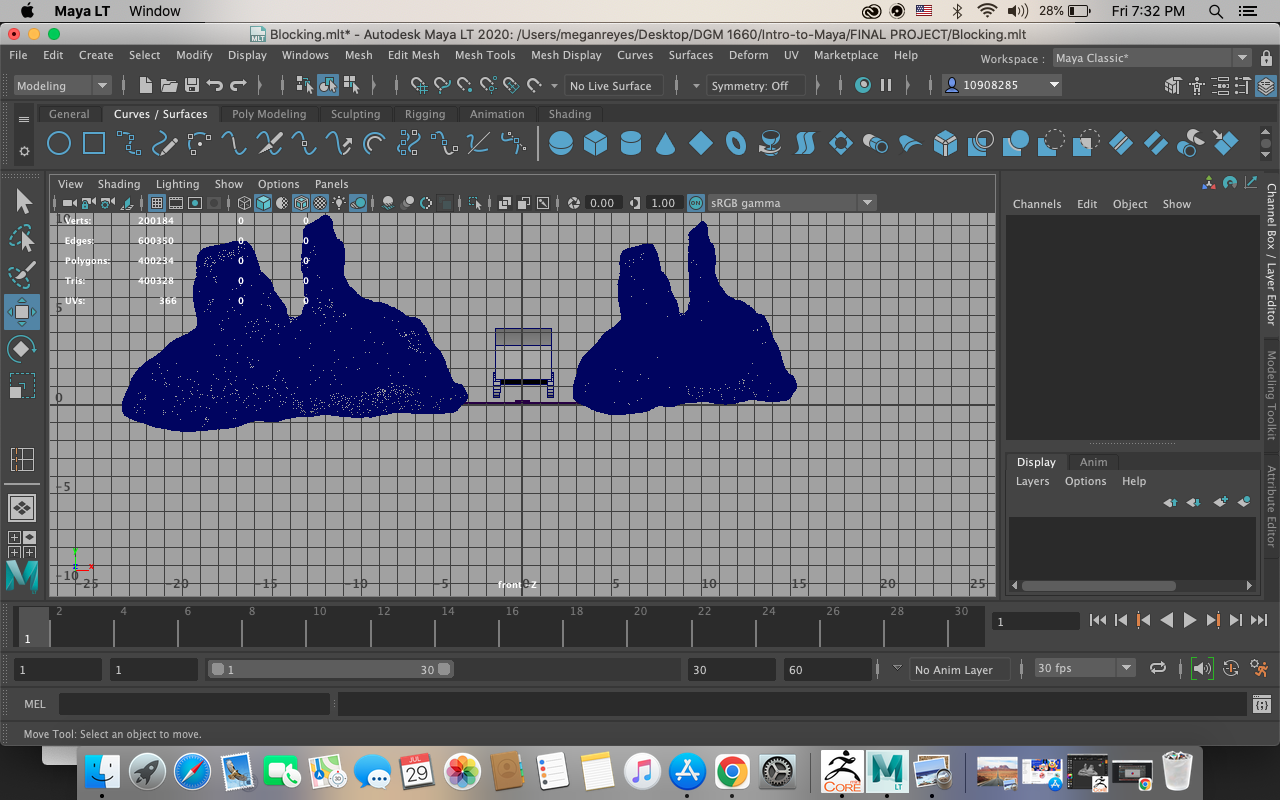 Maya LT Window 28% Fri 7:32 PM
Blocking.mlt* - Autodesk Maya LT 2020: /Users/meganreyes/Desktop/DGM 1660/Intro-to-Maya/FINAL PROJECT/Blocking.mlt
File Edit Create Select Modify Display Windows Mesh Edit Mesh Mesh Tools Mesh Display Curves Surfaces Deform UV Marketplace Help Workspace : Maya Classic*
Modeling No Live Surface Symmetry: Off 10908285
General Curves / Surfaces Poly Modeling Sculpting Rigging Animation Shading
View Shading Lighting Show Options Panels
0.00 1.00 ON sRGB gamma
Channels Edit Object Show
Channel Box / Layer Editor
Modeling Toolkit
Attribute Editor
10
Verts: 200184 0 0
Edges: 600350 0 0
Polygons: 400234 0 0
Tris: 400328 0 0
UVs: 366 0 0
5
0
-5
-10
-25 -20 -15 -10 -5 5 10 15 20 25
front -Z
y
z x
Display Anim
Layers Options Help
2 4 6 8 10 12 14 16 18 20 22 24 26 28 30
1 1
1 1 1 30 30 60 No Anim Layer 30 fps
MEL
Move Tool: Select an object to move.
JUL
29
CORE
LT